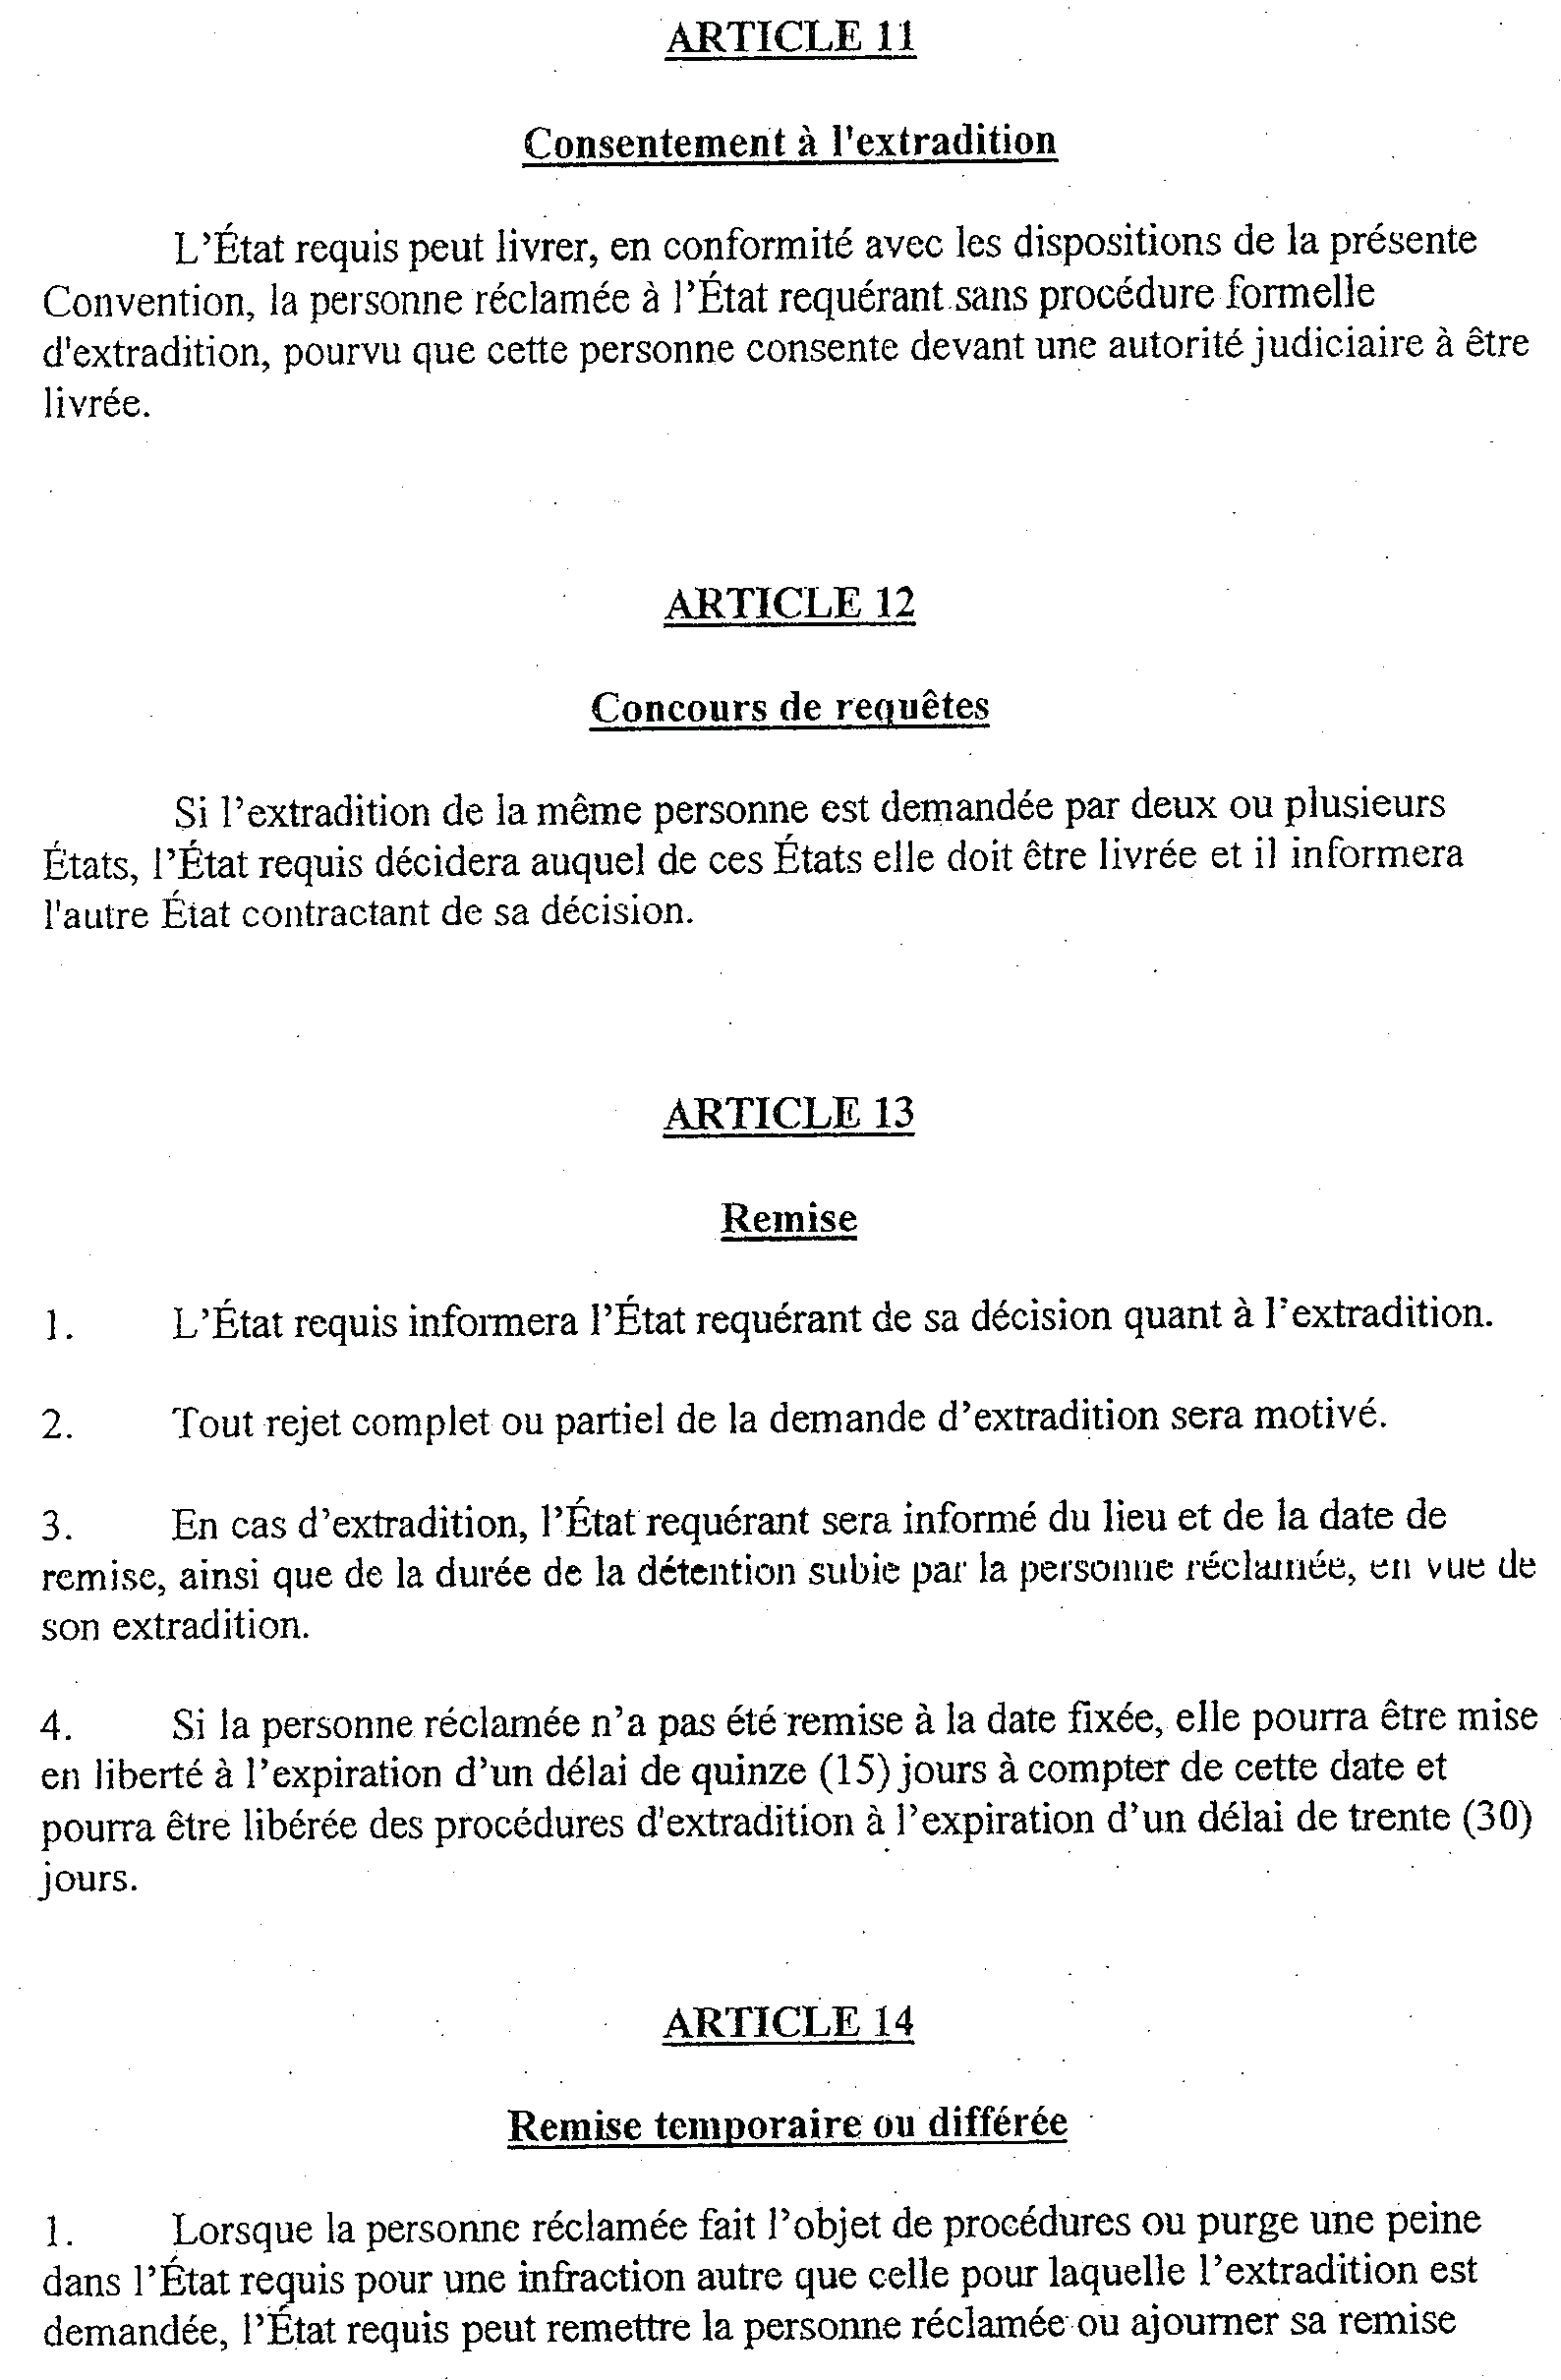 ARTICLE 11
Consentement à l'extradition
L’État requis peut livrer, en conformité avec les dispositions de la présente
Convention, la personne réclamée à l’État requérant sans procédure formelle
d'extradition, pourvu que cette personne consente devant une autorité judiciaire à être
livrée.
ARTICLE 12
Concours de requêtes
Si l’extradition de la même personne est demandée par deux ou plusieurs
États, l’État requis décidera auquel de ces États elle doit être livrée et il informera
l'autre État contractant de sa décision.
ARTICLE 13
Remise
1. L’État requis informera l’État requérant de sa décision quant à l’extradition.
2. Tout rejet complet ou partiel de la demande d’extradition sera motivé.
3. En cas d’extradition, l’État requérant sera informé du lieu et de la date de
remise, ainsi que de la durée de la détention subie par la personne réclamée, en vue de
son extradition.
4. Si la personne réclamée n’a pas été remise à la date fixée, elle pourra être mise
en liberté à l’expiration d’un délai de quinze (15) jours à compter de cette date et
pourra être libérée des procédures d'extradition à l’expiration d’un délai de trente (30)
jours.
ARTICLE 14
Remise temporaire ou différée
1. Lorsque la personne réclamée fait l’objet de procédures ou purge une peine
dans l’État requis pour une infraction autre que celle pour laquelle l’extradition est
demandée, l’État requis peut remettre la personne réclamée ou ajourner sa remise